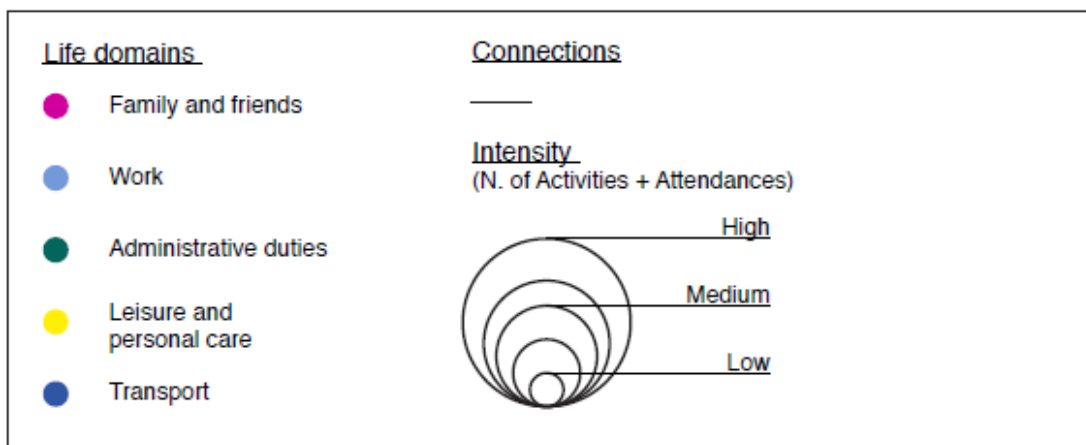 Life domains
Family and friends
Work
Administrative duties
Leisure and
personal care
Transport
Connections
Intensity
(N. of Activities + Attendances)
High
Medium
Low